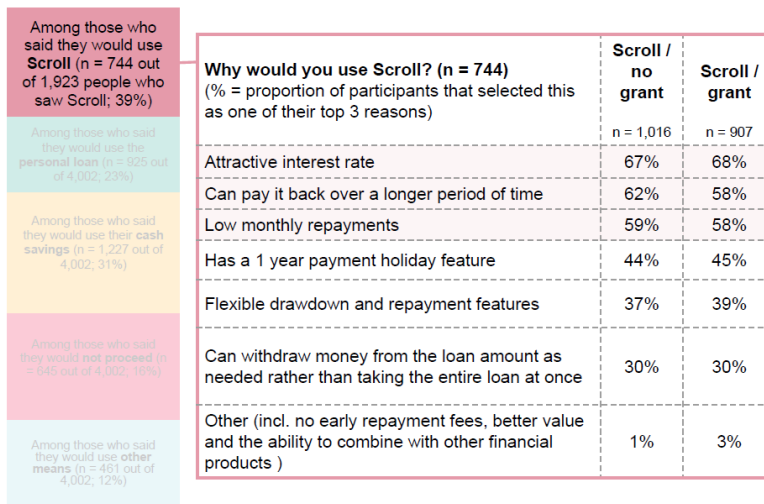 Among those who
said they would use
Scroll (n = 744 out
of 1,923 people who
saw Scroll; 39%)
Among those who said
they would use the
personal loan (n = 925 out
of 4,002; 23%)
Among those who said
they would use their cash
savings (n = 1,227 out of
4,002; 31%)
Among those who said
they would not proceed (n
= 645 out of 4,002; 16%)
Among those who said
they would use other
means (n = 461 out of
4,002; 12%)
Why would you use Scroll? (n = 744)
(% = proportion of participants that selected this
as one of their top 3 reasons)
Scroll /
no
grant
n = 1,016
Scroll /
grant
n = 907
Attractive interest rate 67% 68%
Can pay it back over a longer period of time 62% 58%
Low monthly repayments 59% 58%
Has a 1 year payment holiday feature 44% 45%
Flexible drawdown and repayment features 37% 39%
Can withdraw money from the loan amount as
needed rather than taking the entire loan at once 30% 30%
Other (incl. no early repayment fees, better value
and the ability to combine with other financial 1% 3%
products )